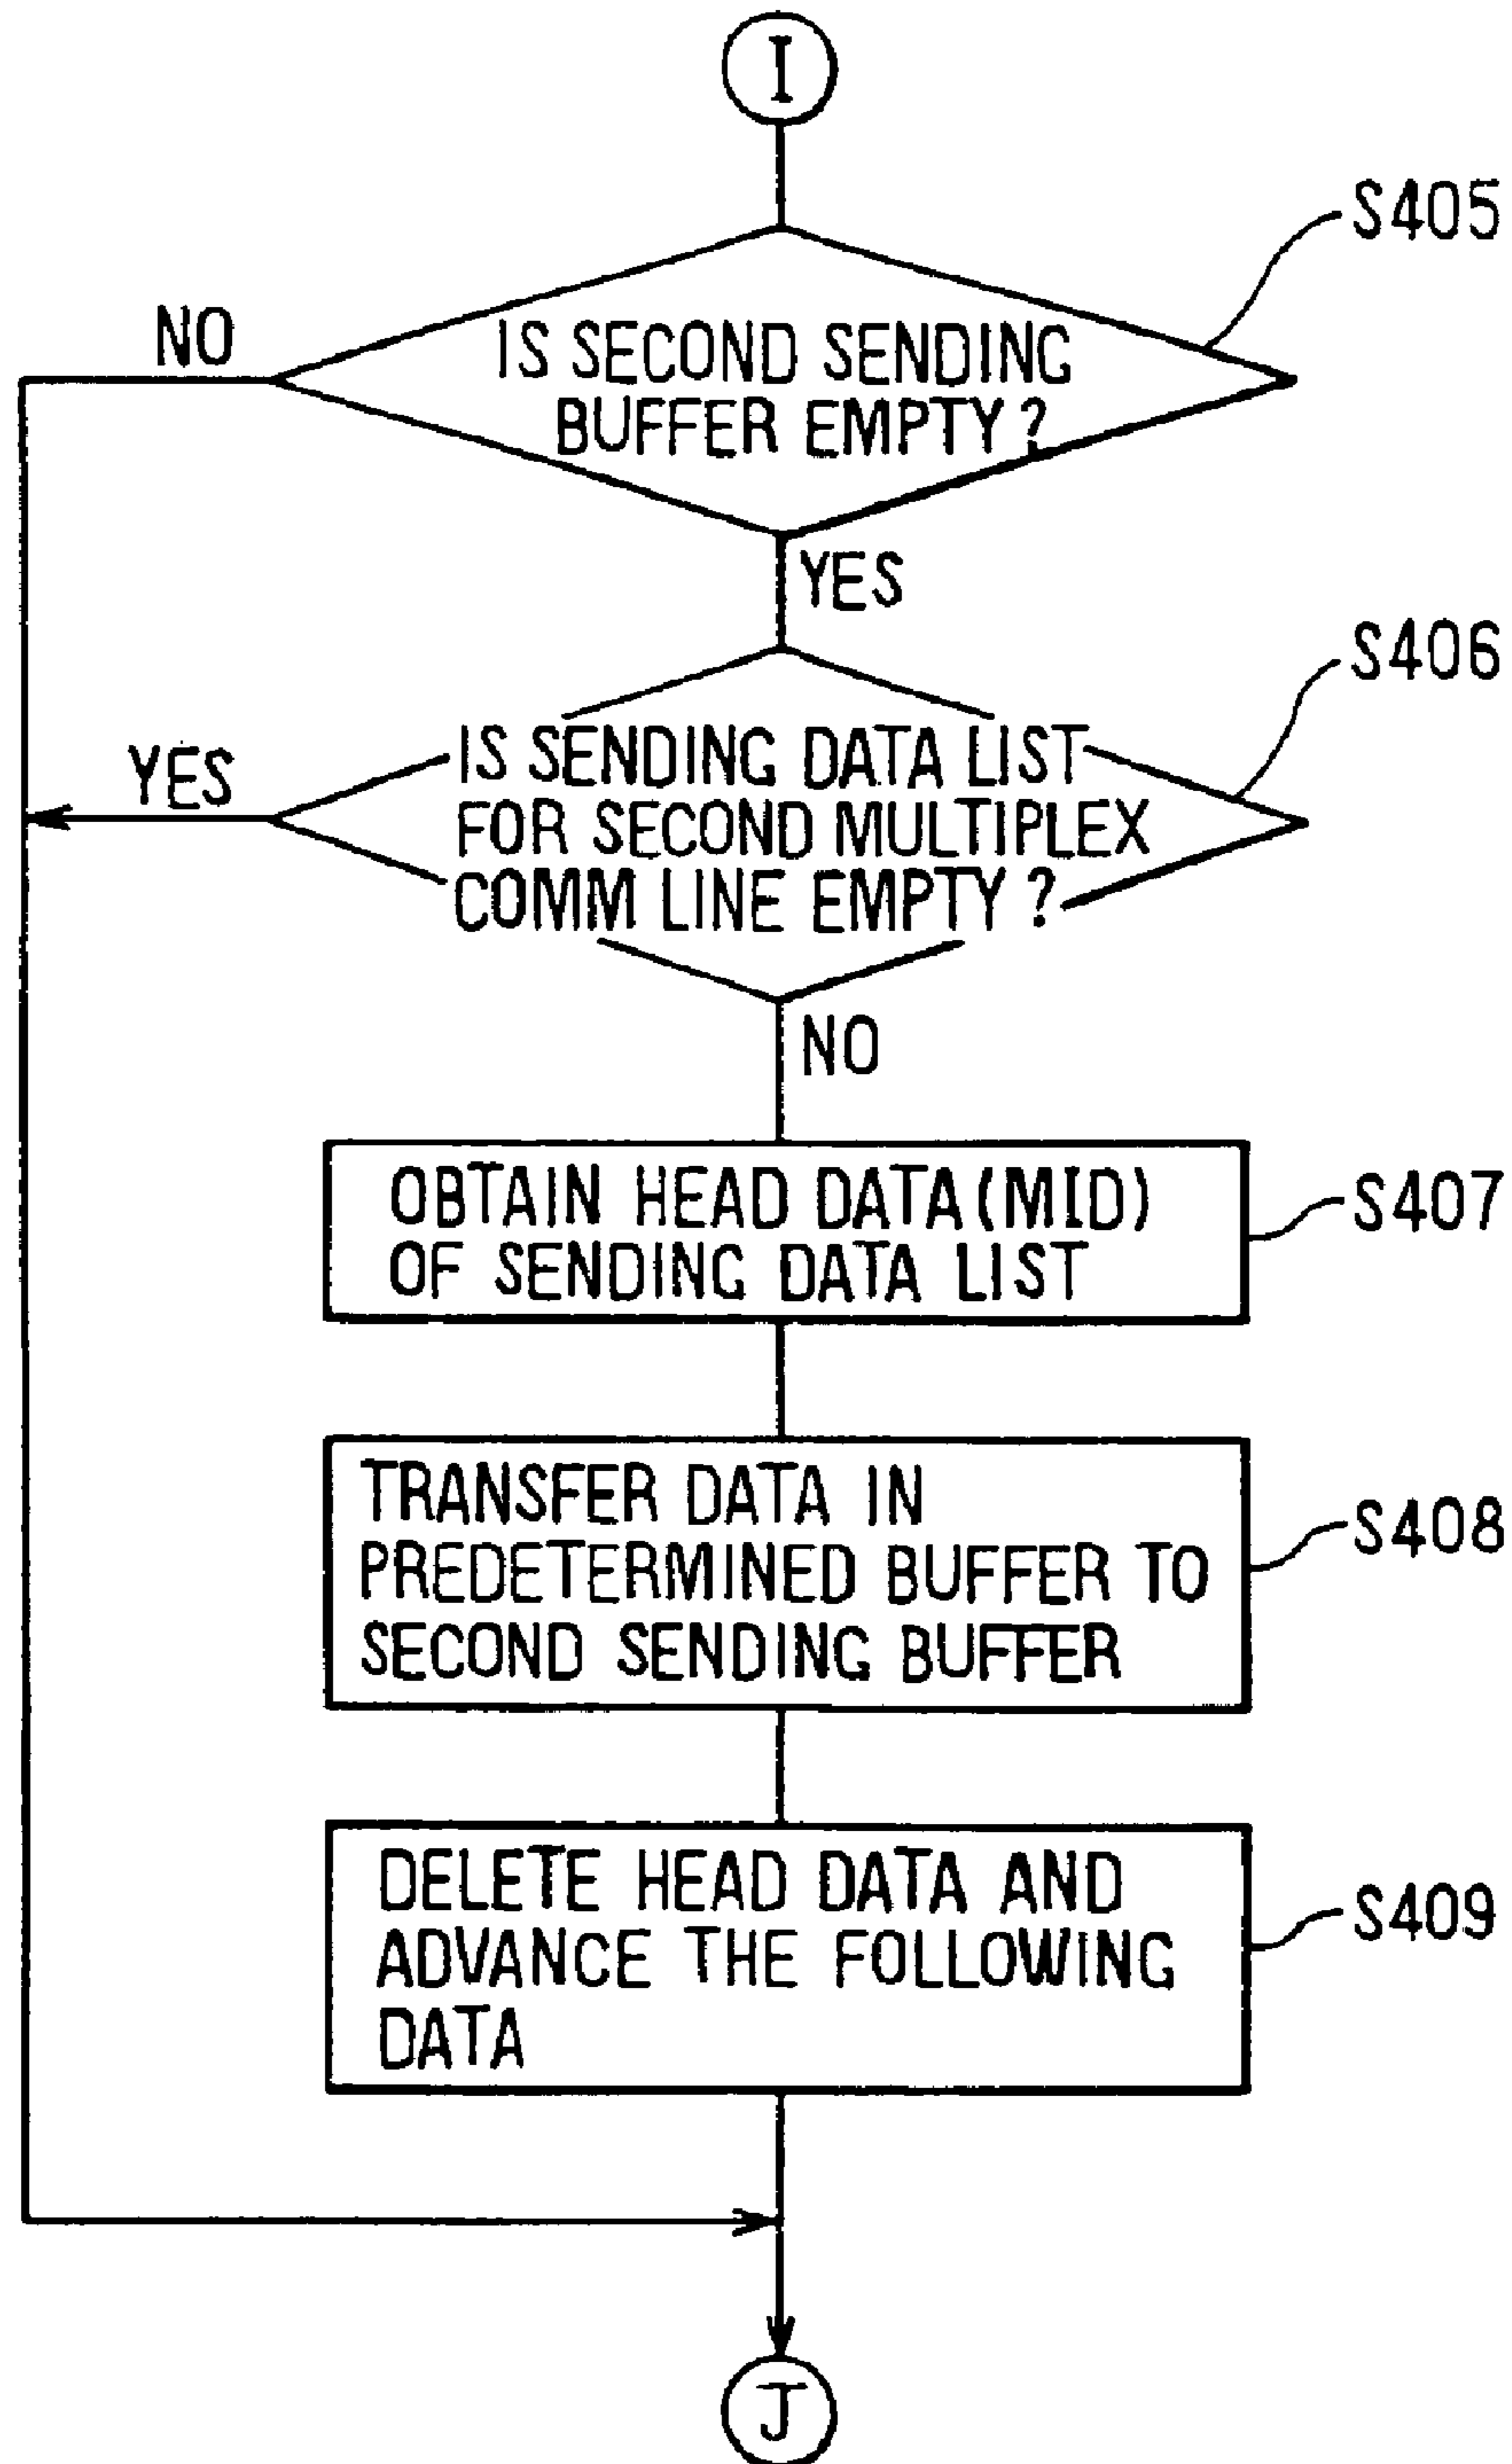 I
S405
NO
IS SECOND SENDING
BUFFER EMPTY?
YES
S406
YES
IS SENDING DATA LIST
FOR SECOND MULTIPLEX
COMM LINE EMPTY?
NO
OBTAIN HEAD DATA(MID)
OF SENDING DATA LIST
S407
TRANSFER DATA IN
PREDETERMINED BUFFER TO
SECOND SENDING BUFFER
S408
DELETE HEAD DATA AND
ADVANCE THE FOLLOWING
DATA
S409
J